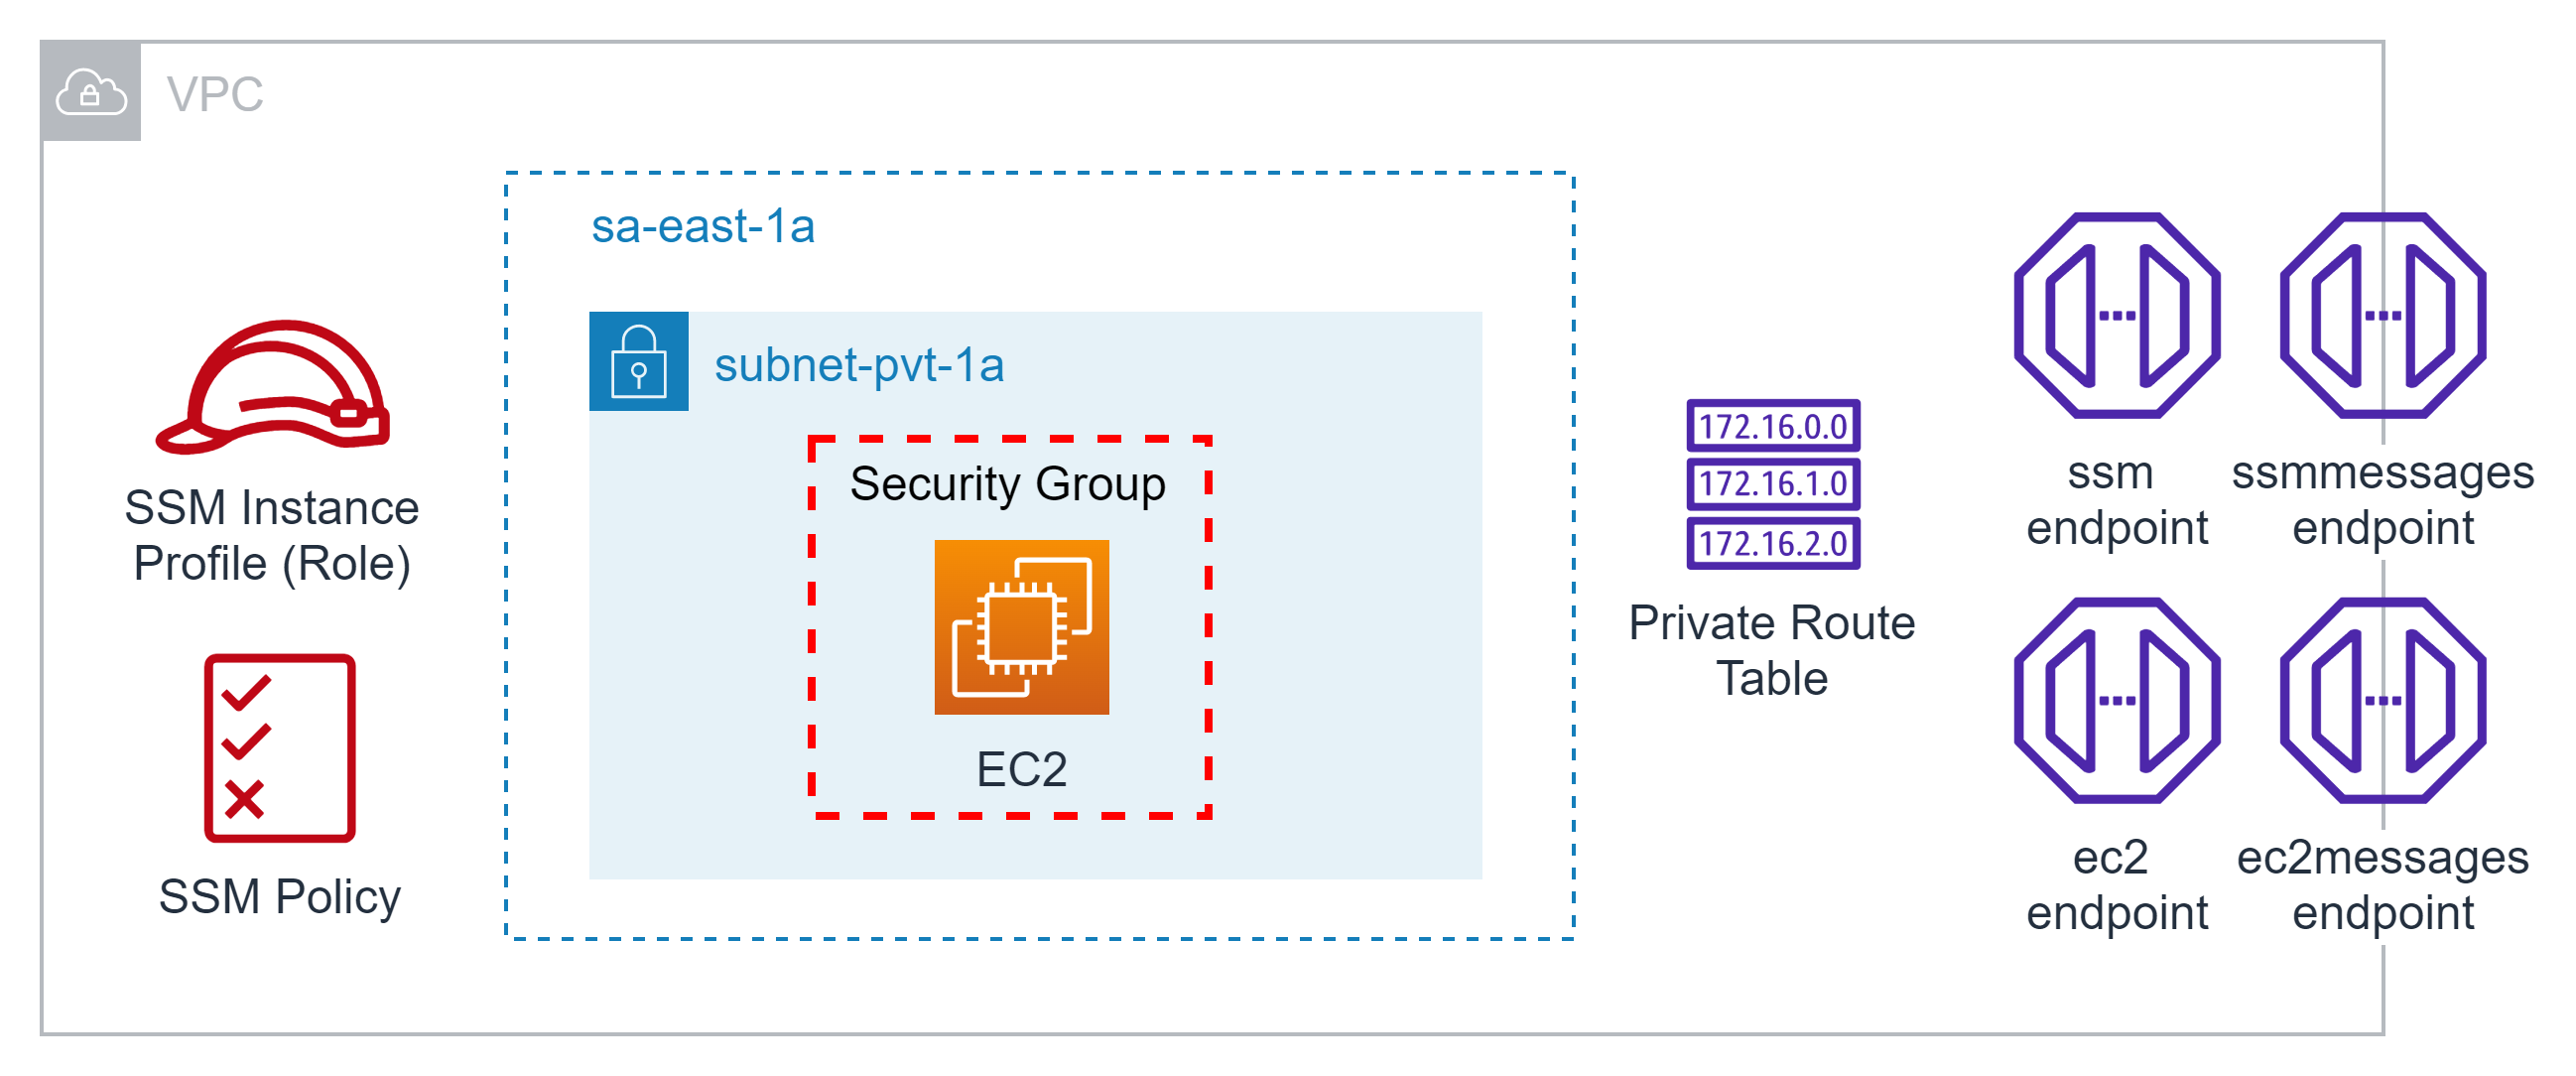 VPC
sa-east-1a
subnet-pvt-1a
Security Group
EC2
SSM Instance
Profile (Role)
SSM Policy
172.16.0.0
172.16.1.0
172.16.2.0
Private Route
Table
ssm
endpoint
ssmmessages
endpoint
ec2
endpoint
ec2messages
endpoint